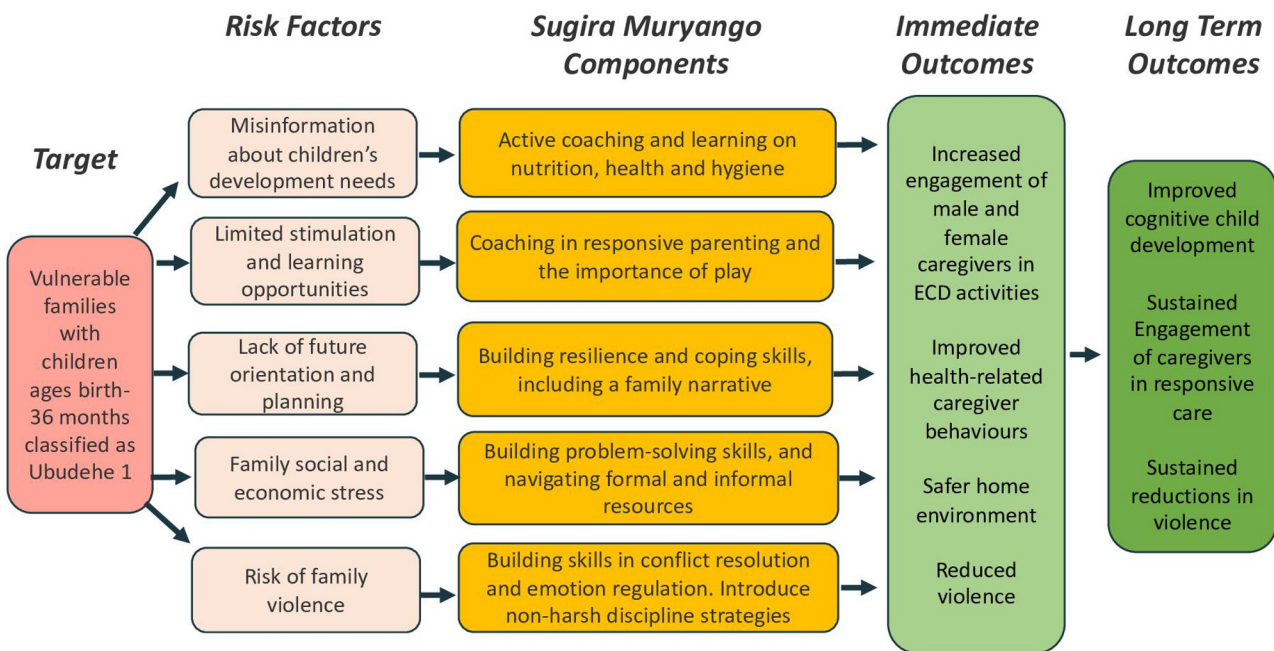 Risk Factors
Sugira Muryango
Components
Immediate
Outcomes
Long Term
Outcomes
Target
Vulnerable
families
with
children
ages birth-
36 months
classified as
Ubudehe 1
Misinformation
about children’s
development needs
Active coaching and learning on
nutrition, health and hygiene
Limited stimulation
and learning
opportunities
Coaching in responsive parenting and
the importance of play
Lack of future
orientation and
planning
Building resilience and coping skills,
including a family narrative
Family social and
economic stress
Building problem-solving skills, and
navigating formal and informal
resources
Risk of family
violence
Building skills in conflict resolution
and emotion regulation. Introduce
non-harsh discipline strategies
Increased
engagement of
male and
female
caregivers in
ECD activities
Improved
health-related
caregiver
behaviours
Safer home
environment
Reduced
violence
Improved
cognitive child
development
Sustained
Engagement
of caregivers
in responsive
care
Sustained
reductions in
violence